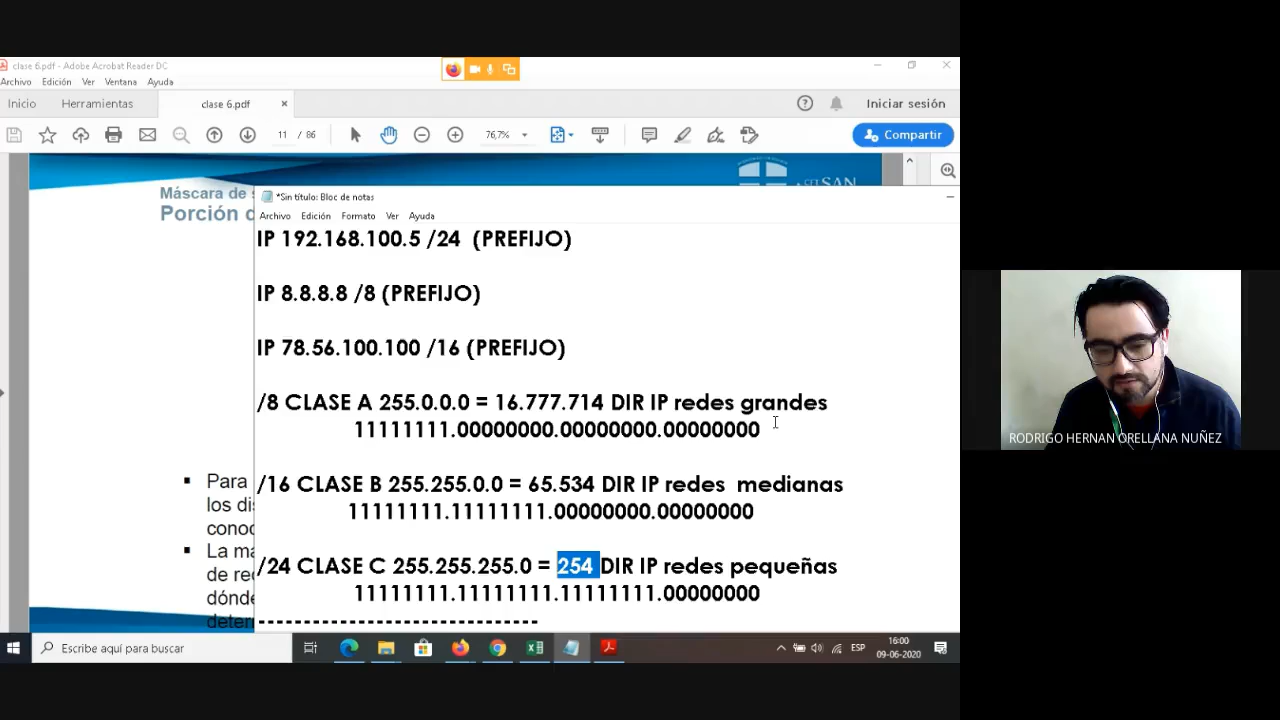 clase 6.pdf - Adobe Acrobat Reader DC
Archivo Edición Ver Ventana Ayuda
Inicio Herramientas clase 6.pdf × Iniciar sesión
11 / 86 76,7% Compartir
Máscara de
Porción d
*Sin título: Bloc de notas
Archivo Edición Formato Ver Ayuda
IP 192.168.100.5 /24 (PREFIJO)
IP 8.8.8.8 /8 (PREFIJO)
IP 78.56.100.100 /16 (PREFIJO)
/8 CLASE A 255.0.0.0 = 16.777.714 DIR IP redes grandes
11111111.00000000.00000000.00000000
/16 CLASE B 255.255.0.0 = 65.534 DIR IP redes medianas
11111111.11111111.00000000.00000000
/24 CLASE C 255.255.255.0 = 254 DIR IP redes pequeñas
11111111.11111111.11111111.00000000
-----------------------------
▪ Para
los dis
cono
▪ La ma
de rec
dónde
deter
RODRIGO HERNAN ORELLANA NUÑEZ
Escribe aquí para buscar
ESP
16:00
09-06-2020